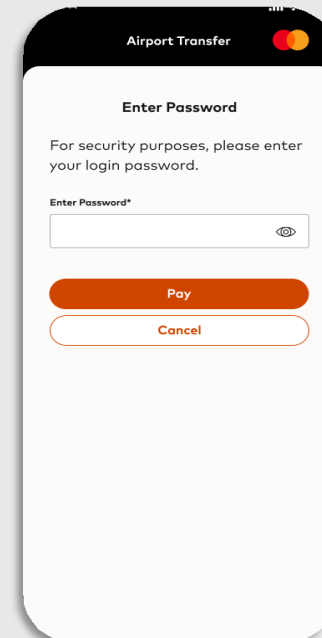 Airport Transfer
Enter Password
For security purposes, please enter
your login password.
Enter Password*
Pay
Cancel